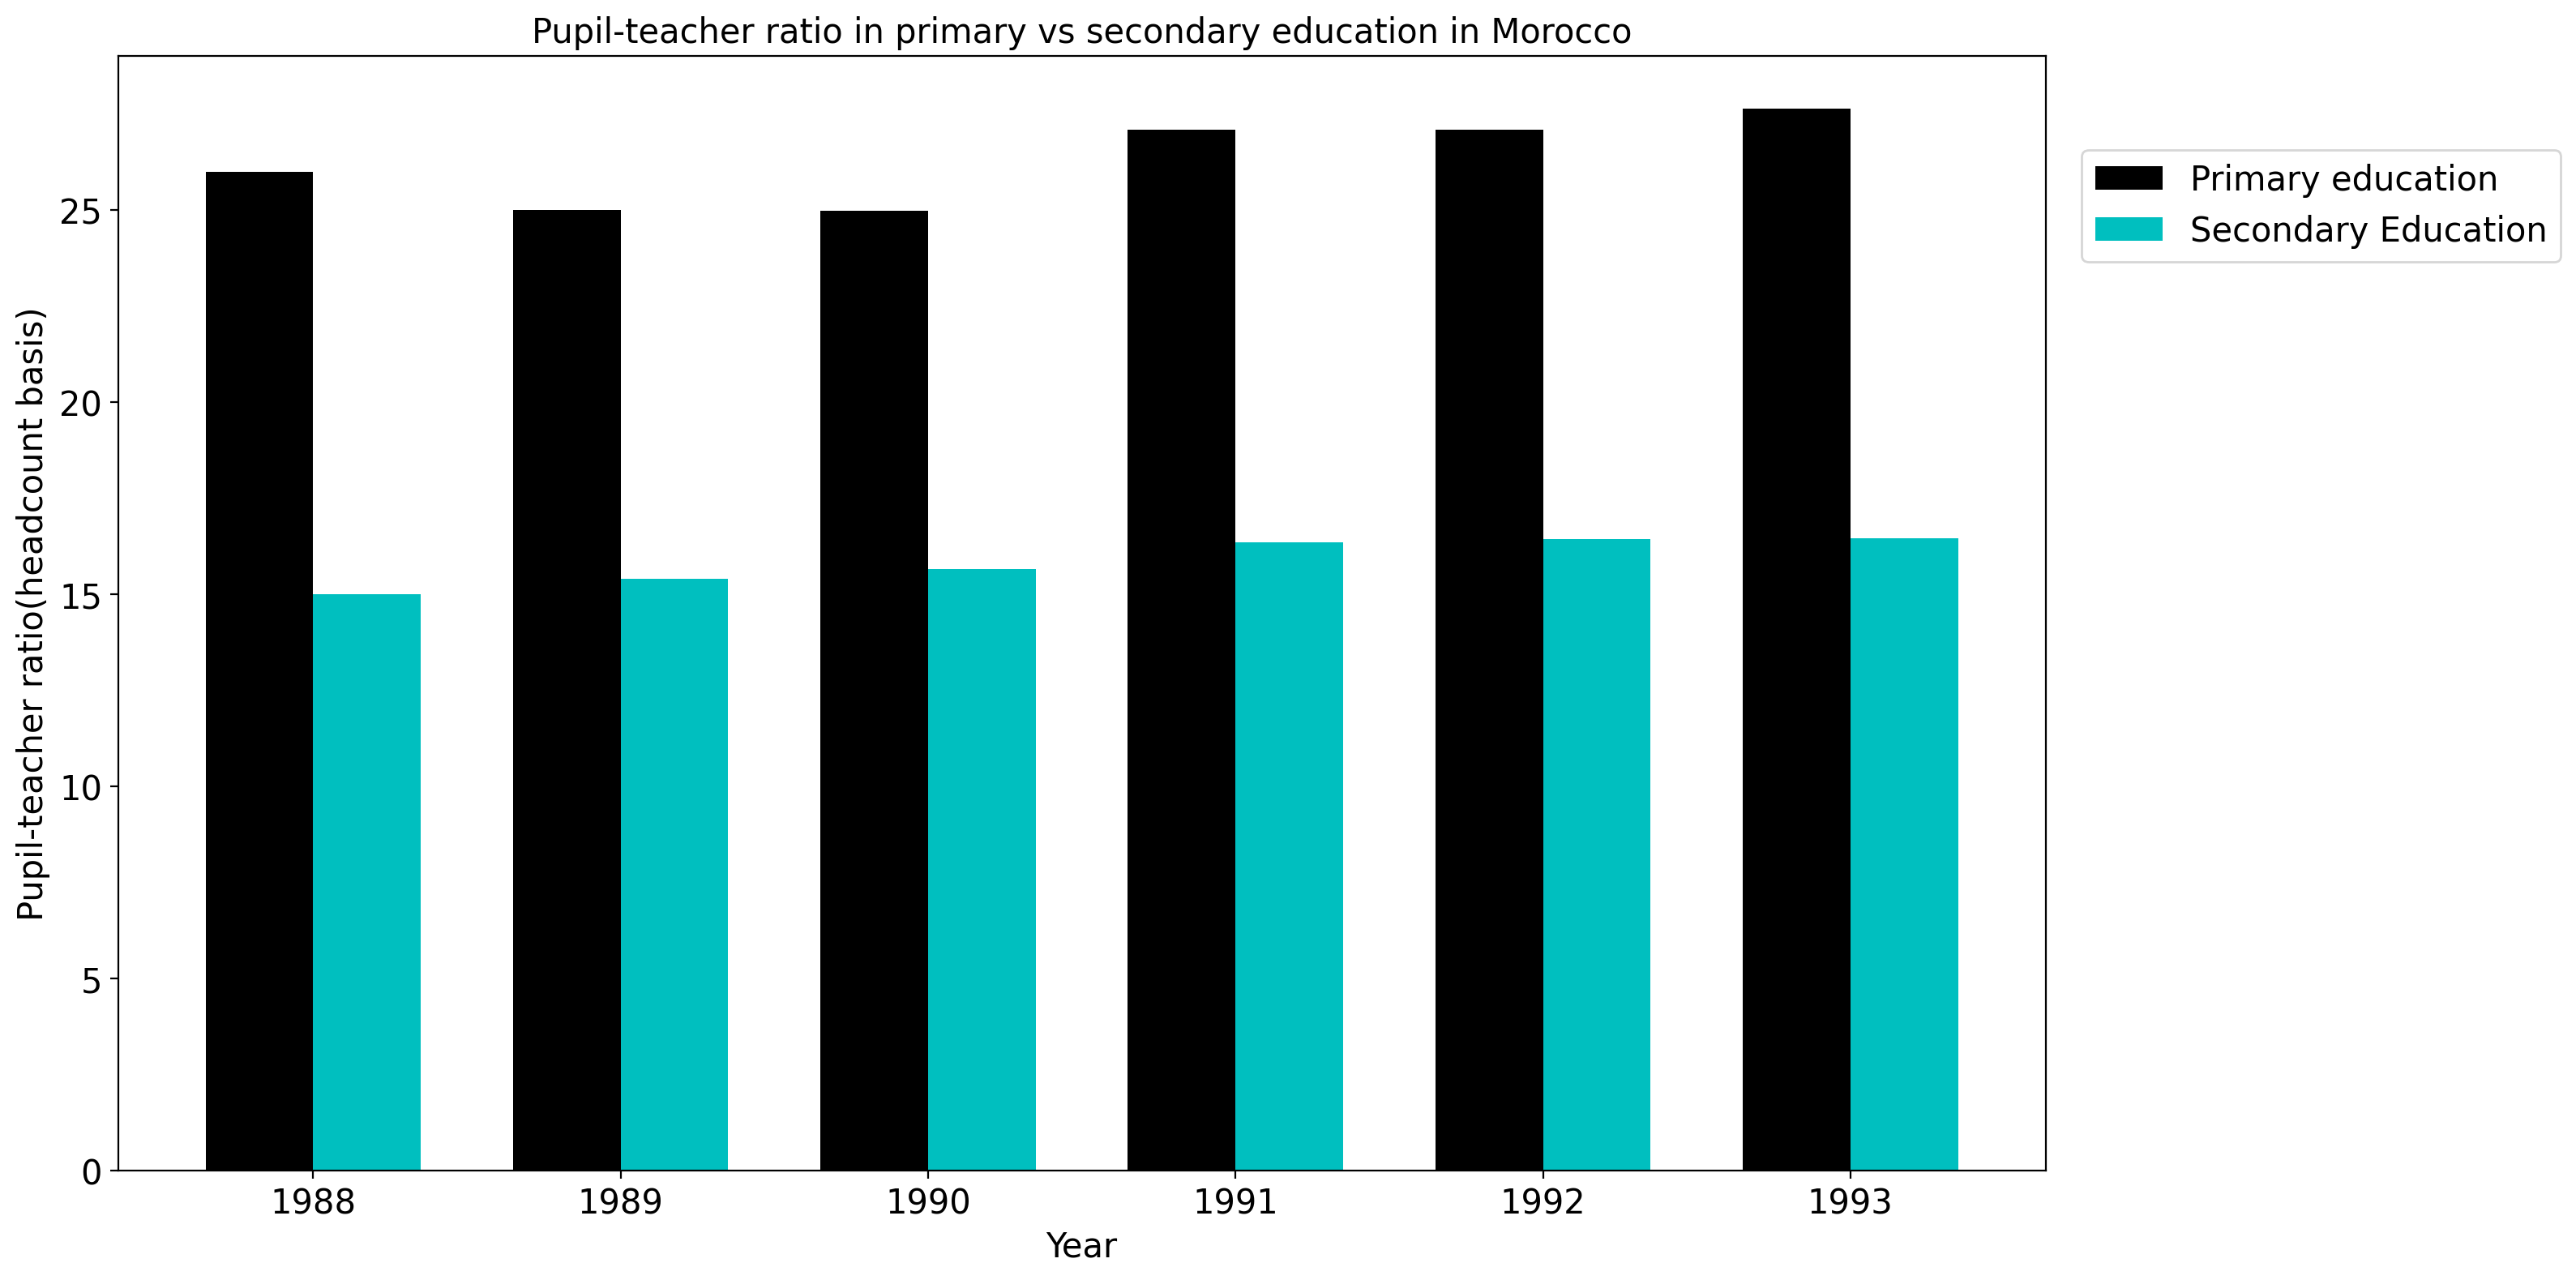 Pupil-teacher ratio in primary vs secondary education in Morocco
Pupil-teacher ratio(headcount basis)
25
20
15
10
5
0
1988 1989 1990 1991 1992 1993
Year
Primary education
Secondary Education